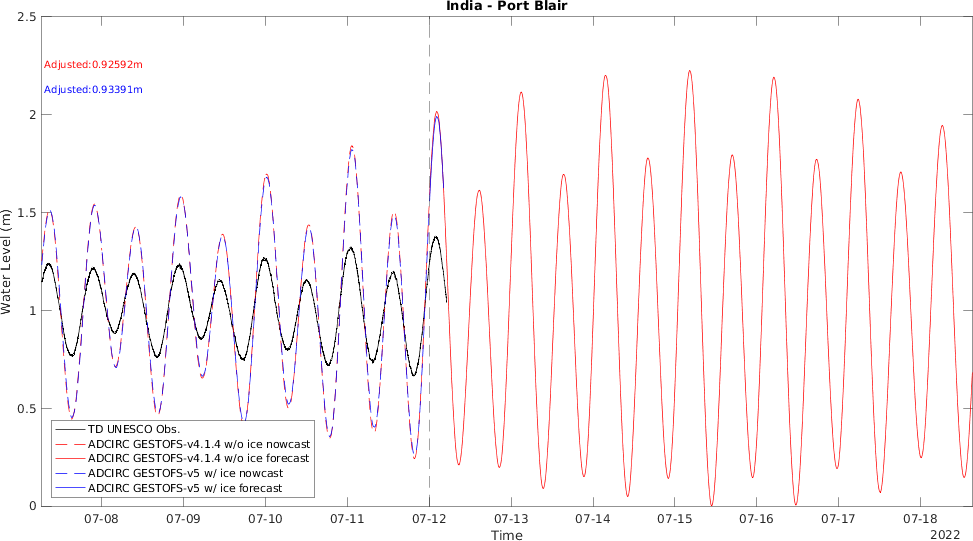 India - Port Blair
Adjusted:0.92592m
Adjusted:0.93391m
Water Level (m)
2.5
2
1.5
1
0.5
0
TD UNESCO Obs.
ADCIRC GESTOFS-v4.1.4 w/o ice nowcast
ADCIRC GESTOFS-v4.1.4 w/o ice forecast
ADCIRC GESTOFS-v5 w/ ice nowcast
ADCIRC GESTOFS-v5 w/ ice forecast
07-08 07-09 07-10 07-11 07-12 07-13 07-14 07-15 07-16 07-17 07-18
Time
2022